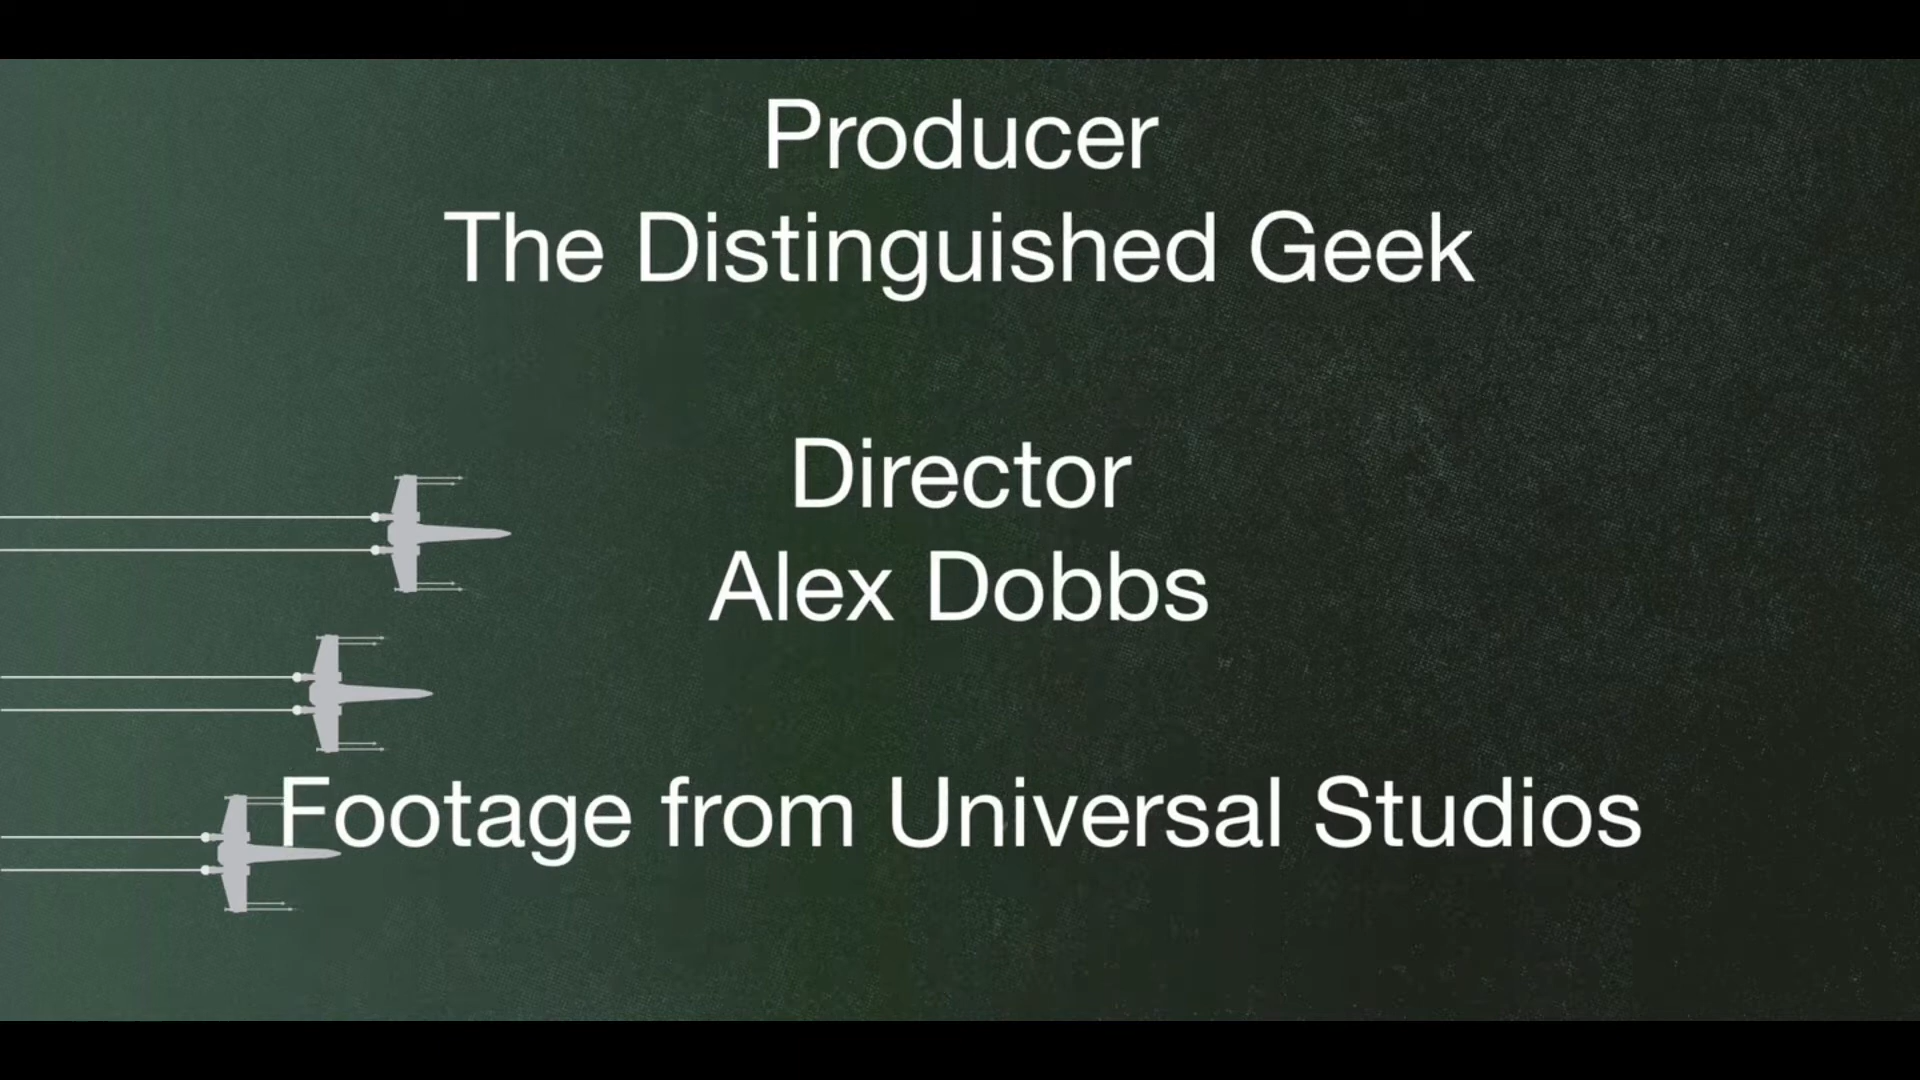 Producer
The Distinguished Geek
Director
Alex Dobbs
Footage from Universal Studios